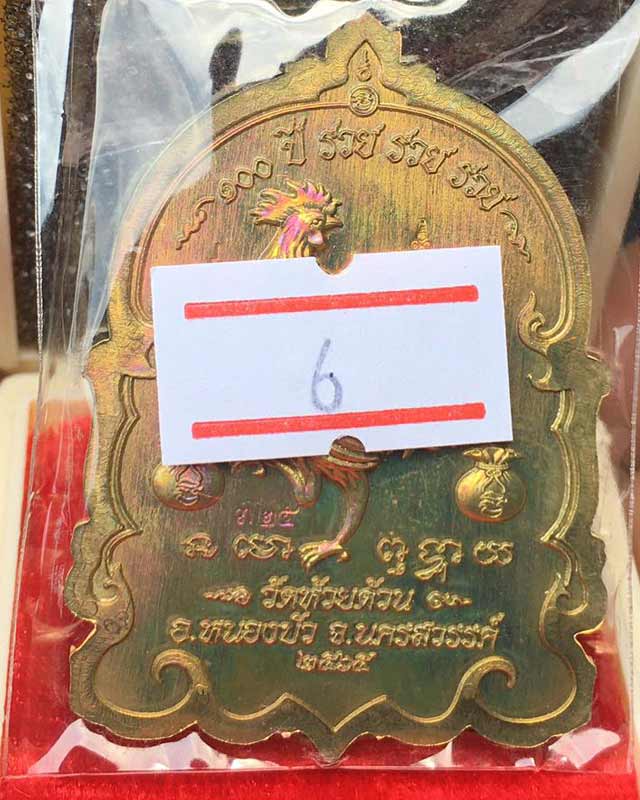 ๑๐๐ ปี รวย รวย รวย
6
ข.๒๕
วัดห้วยด้วน
อ.หนองบัว จ.นครสวรรค์
๒๕๖๕